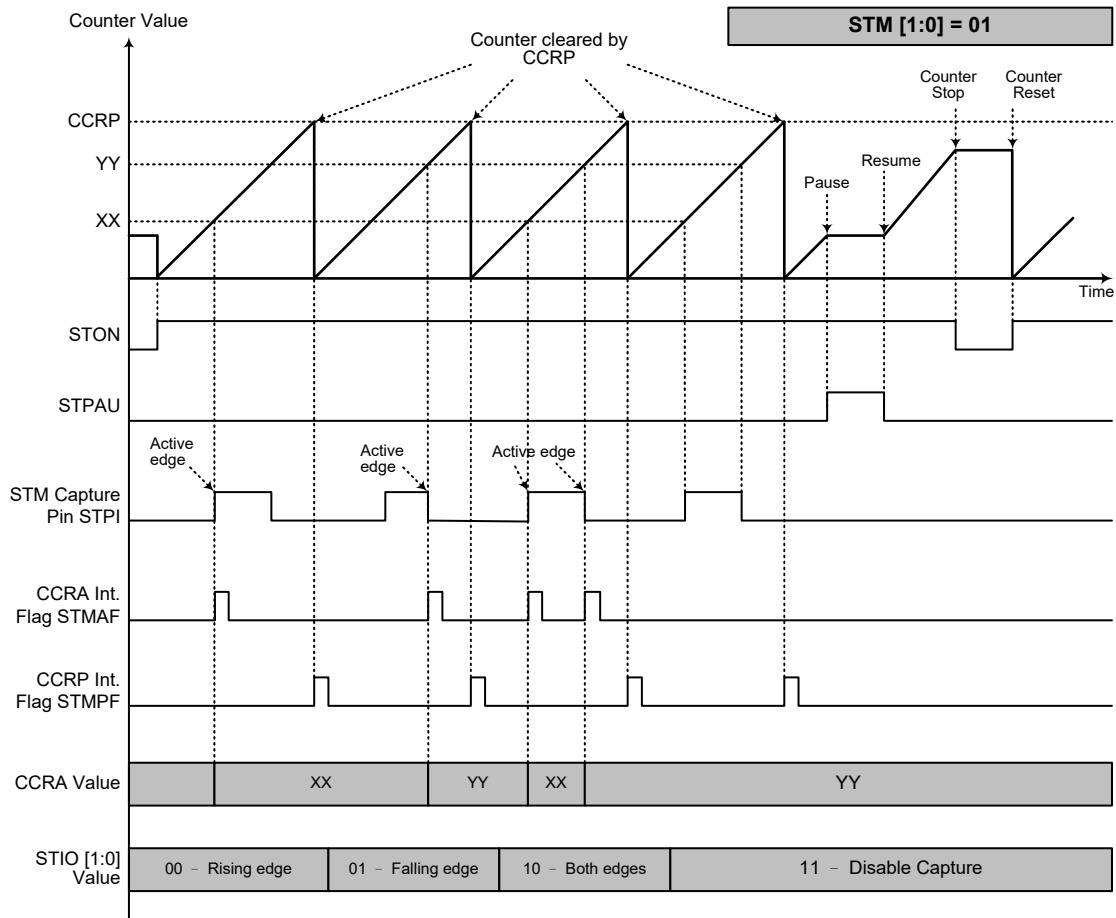 Counter Value
STM [1:0] = 01
Counter cleared by
CCRP
Counter
Stop
Counter
Reset
CCRP
YY
XX
Pause
Resume
Time
STON
STPAU
Active
edge
Active
edge
Active edge
STM Capture
Pin STPI
CCRA Int.
Flag STMAF
CCRP Int.
Flag STMPF
CCRA Value
XX
YY
XX
YY
STIO [1:0]
Value
00 – Rising edge
01 – Falling edge
10 – Both edges
11 – Disable Capture